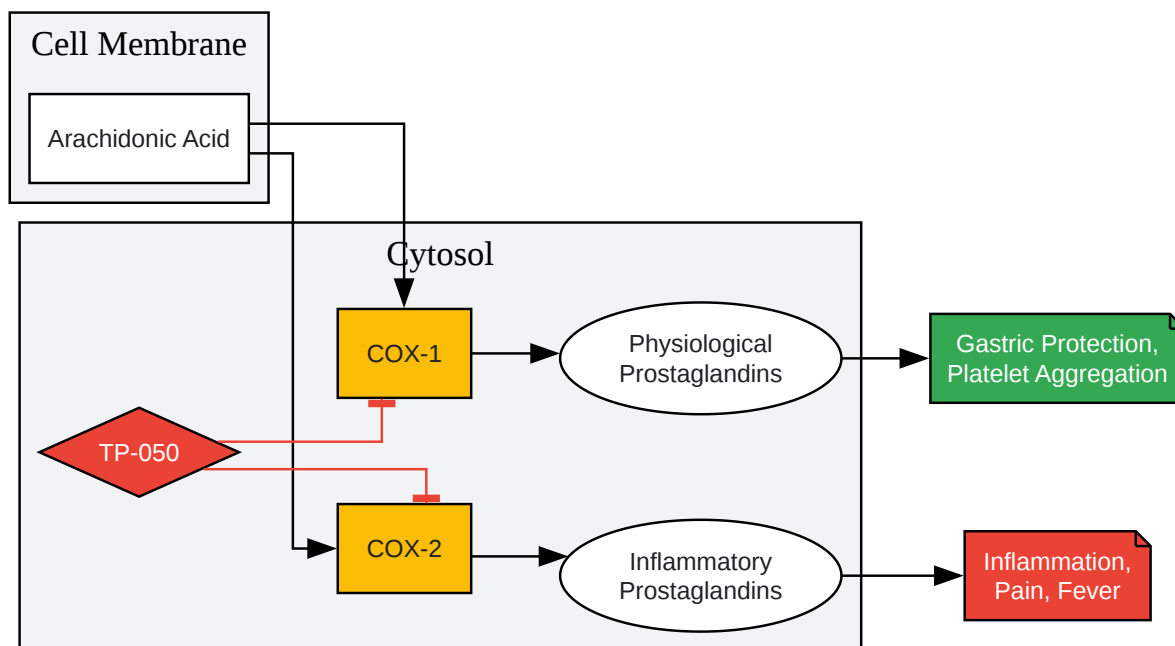 Cell Membrane
Arachidonic Acid
Cytosol
COX-1
Physiological
Prostaglandins
Gastric Protection,
Platelet Aggregation
TP-050
COX-2
Inflammatory
Prostaglandins
Inflammation,
Pain, Fever